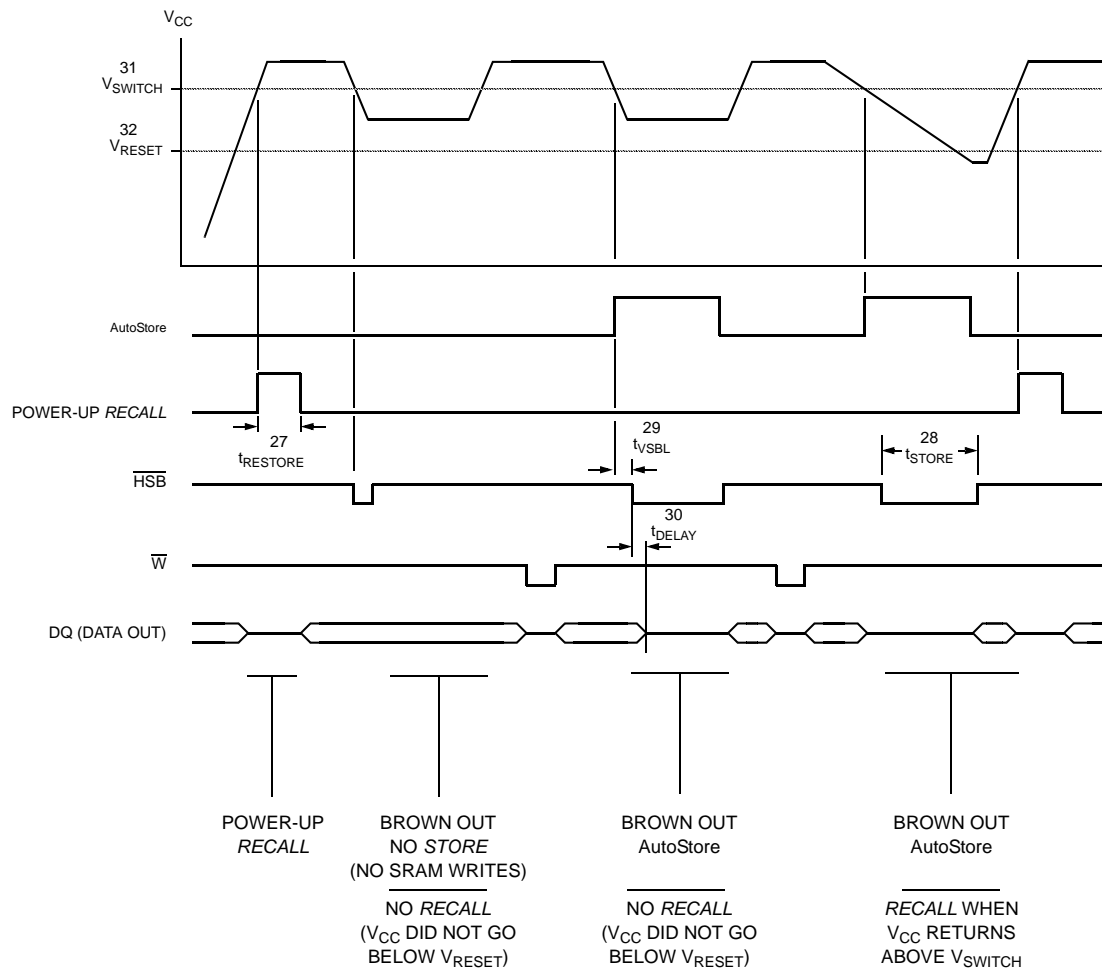 VCC
31
VSWITCH
32
VRESET
AutoStore
POWER-UP RECALL
27
tRESTORE
29
tVSBL
28
tSTORE
HSB
30
tDELAY
W
DQ (DATA OUT)
POWER-UP
RECALL
BROWN OUT
NO STORE
(NO SRAM WRITES)
NO RECALL
(VCC DID NOT GO
BELOW VRESET)
BROWN OUT
AutoStore
NO RECALL
(VCC DID NOT GO
BELOW VRESET)
BROWN OUT
AutoStore
RECALL WHEN
VCC RETURNS
ABOVE VSWITCH